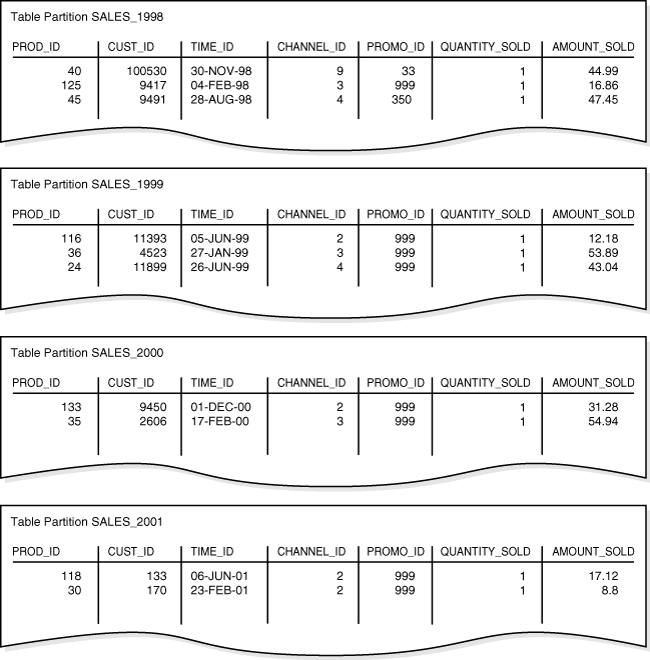 Table Partition SALES_1998
PROD_ID CUST_ID TIME_ID CHANNEL_ID PROMO_ID QUANTITY_SOLD AMOUNT_SOLD
40 100530 30-NOV-98 9 33 1 44.99
125 9417 04-FEB-98 3 999 1 16.86
45 9491 28-AUG-98 4 350 1 47.45
Table Partition SALES_1999
PROD_ID CUST_ID TIME_ID CHANNEL_ID PROMO_ID QUANTITY_SOLD AMOUNT_SOLD
116 11393 05-JUN-99 2 999 1 12.18
36 4523 27-JAN-99 3 999 1 53.89
24 11899 26-JUN-99 4 999 1 43.04
Table Partition SALES_2000
PROD_ID CUST_ID TIME_ID CHANNEL_ID PROMO_ID QUANTITY_SOLD AMOUNT_SOLD
133 9450 01-DEC-00 2 999 1 31.28
35 2606 17-FEB-00 3 999 1 54.94
Table Partition SALES_2001
PROD_ID CUST_ID TIME_ID CHANNEL_ID PROMO_ID QUANTITY_SOLD AMOUNT_SOLD
118 133 06-JUN-01 2 999 1 17.12
30 170 23-FEB-01 2 999 1 8.8